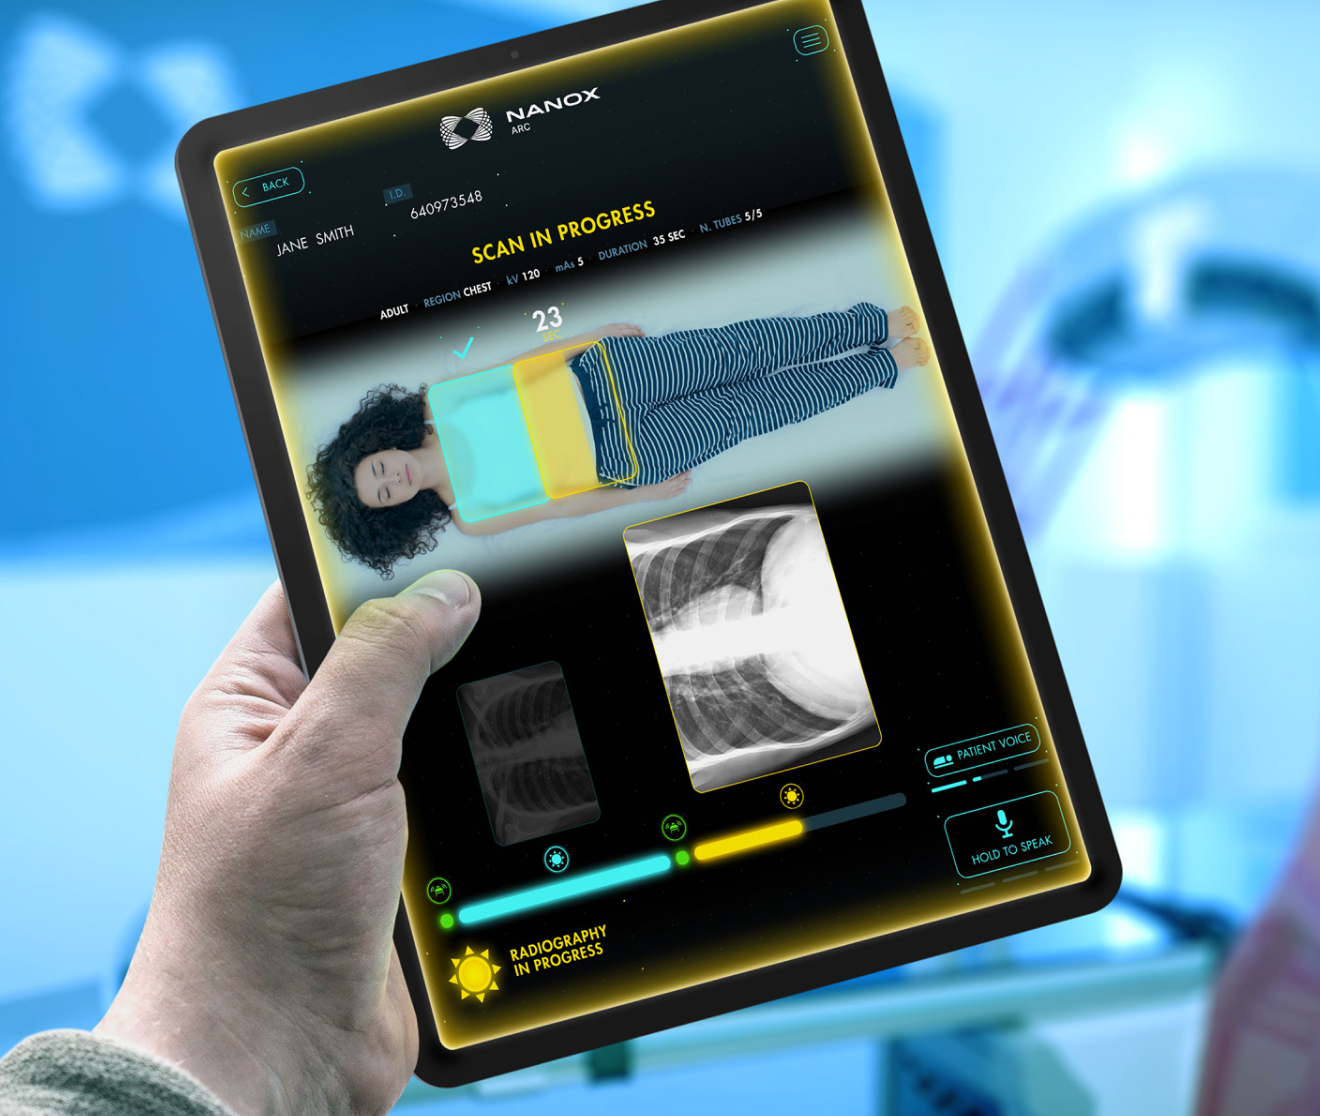 NANOX
ARC
BACK
I.D.
640973548
NAME
JANE SMITH
SCAN IN PROGRESS
ADULT · REGION CHEST · kV 120 · mAs 5 · DURATION 35 SEC · N. TUBES 5/5
23
SEC
PATIENT VOICE
HOLD TO SPEAK
RADIOGRAPHY
IN PROGRESS